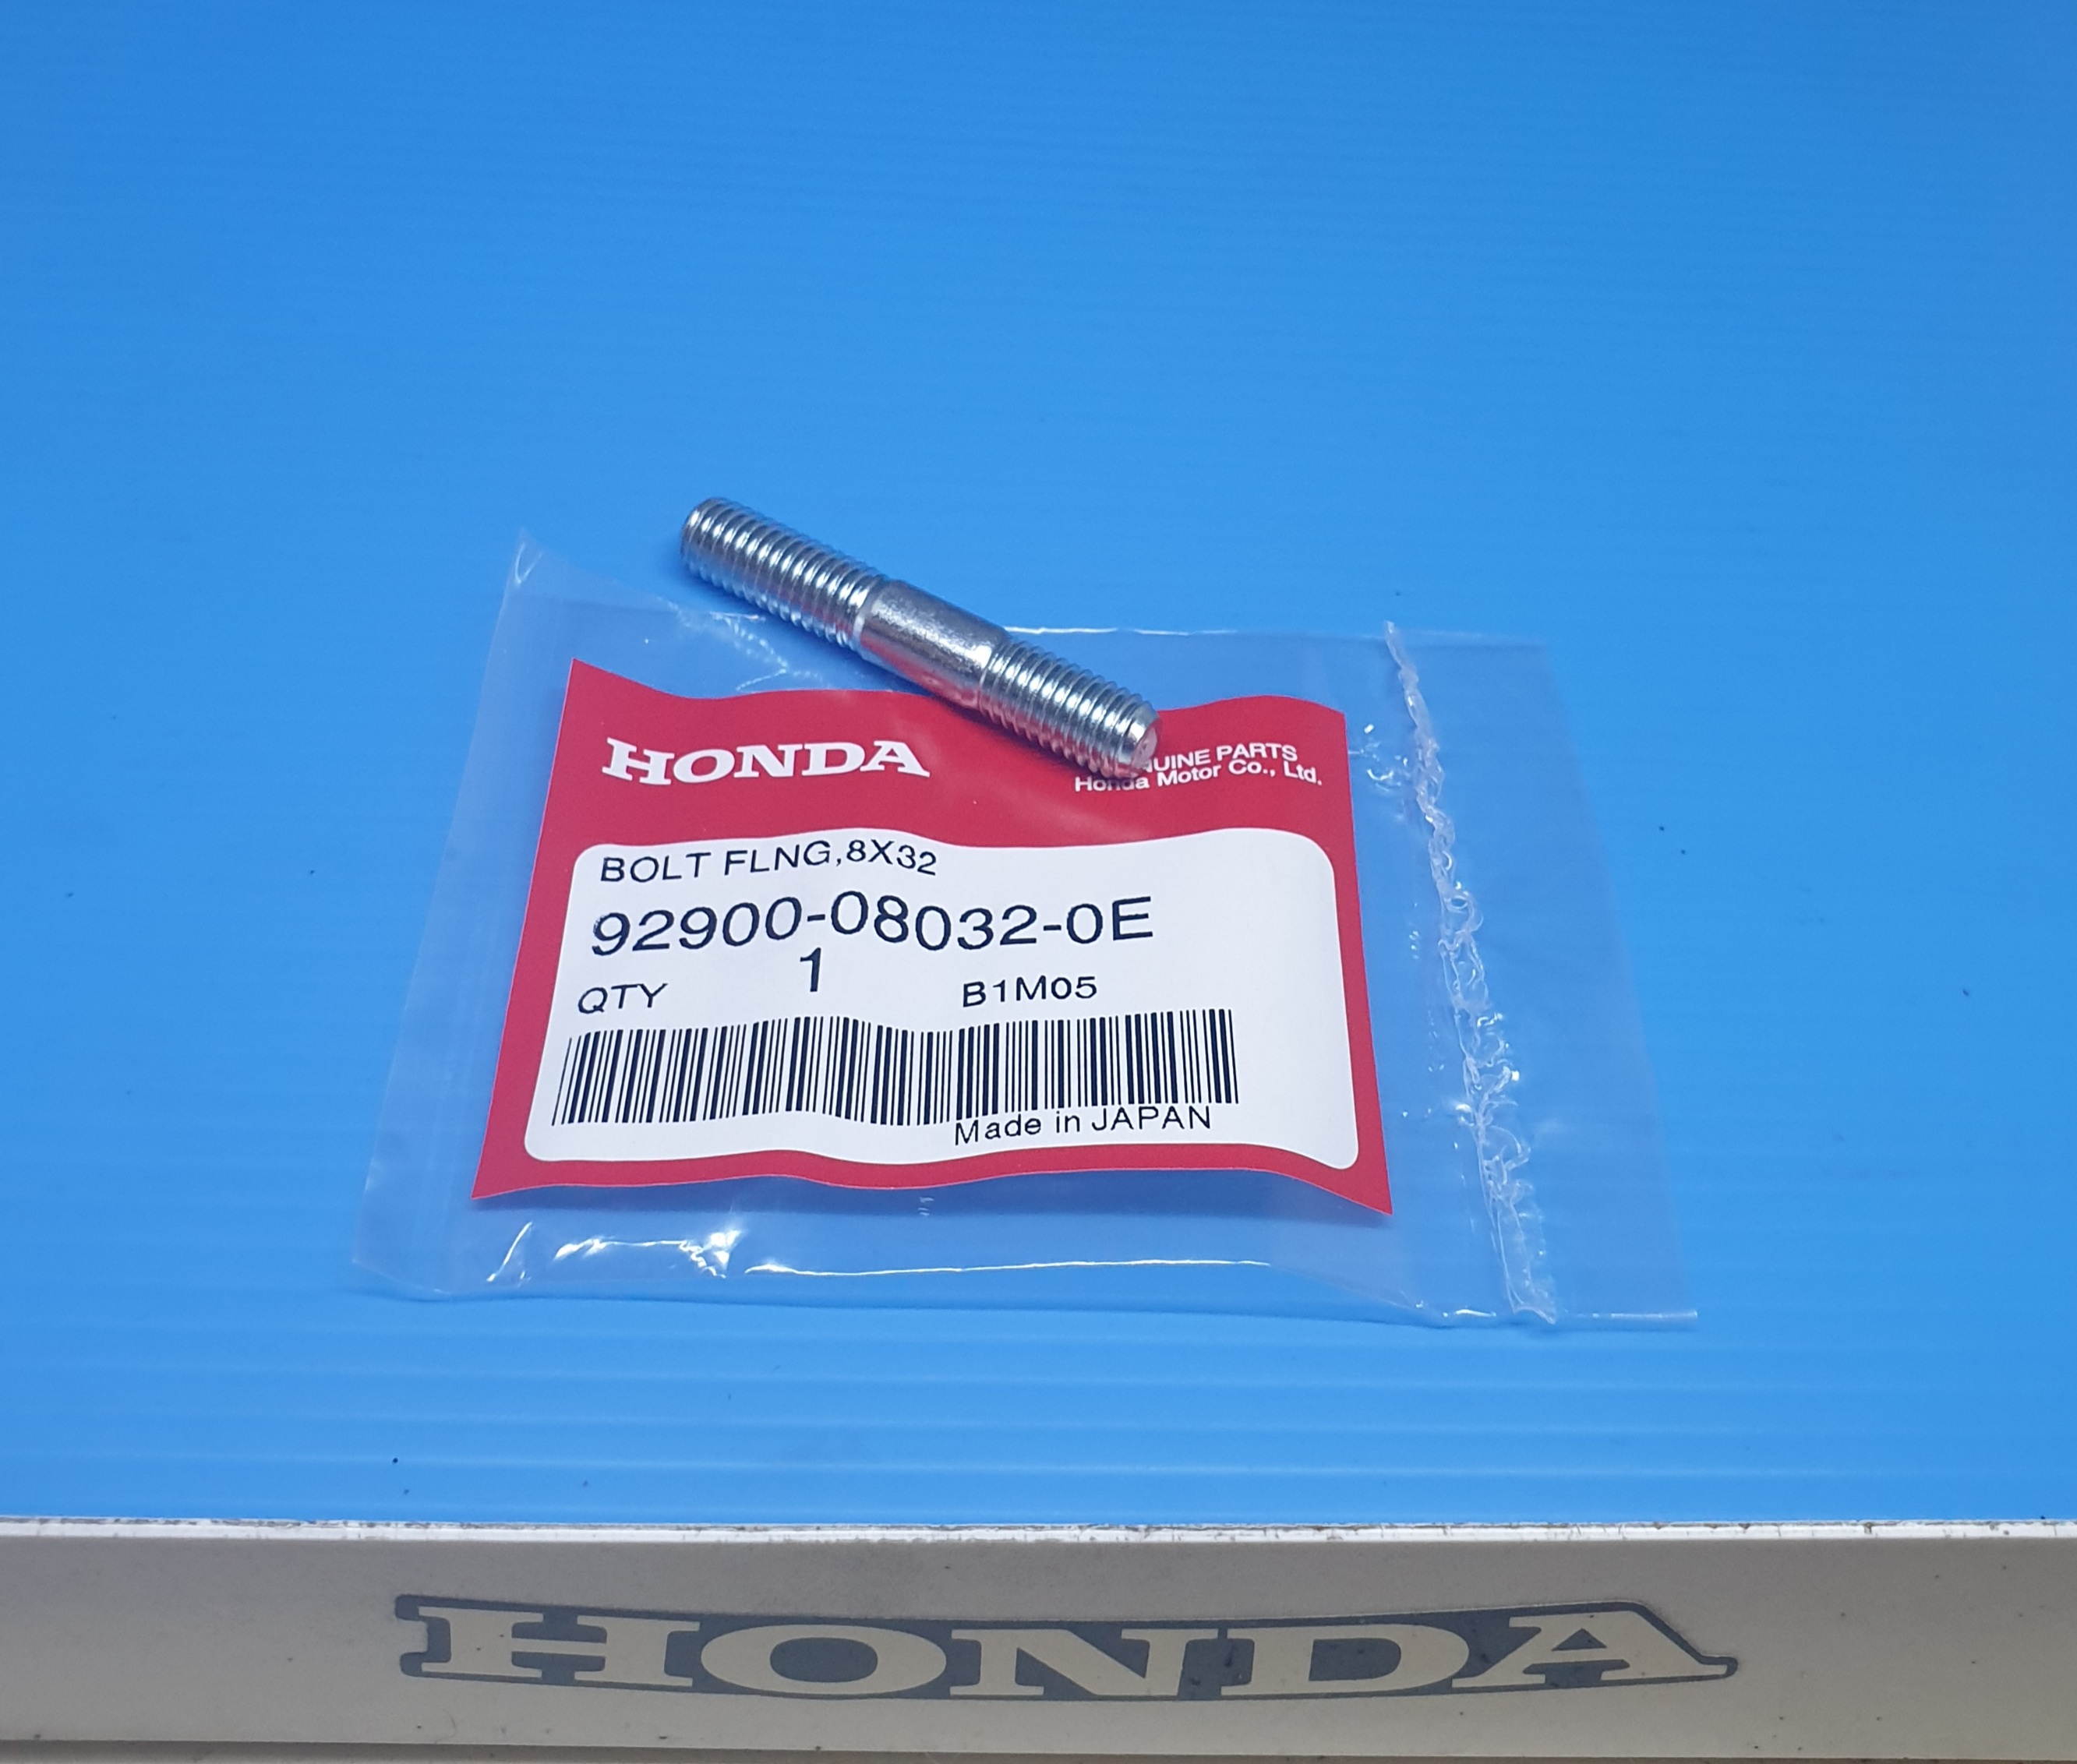 HONDA
UINE PARTS
Honda Motor Co., Ltd.
BOLT FLNG,8X32
92900-08032-0E
1
QTY B1M05
Made in JAPAN
HONDA